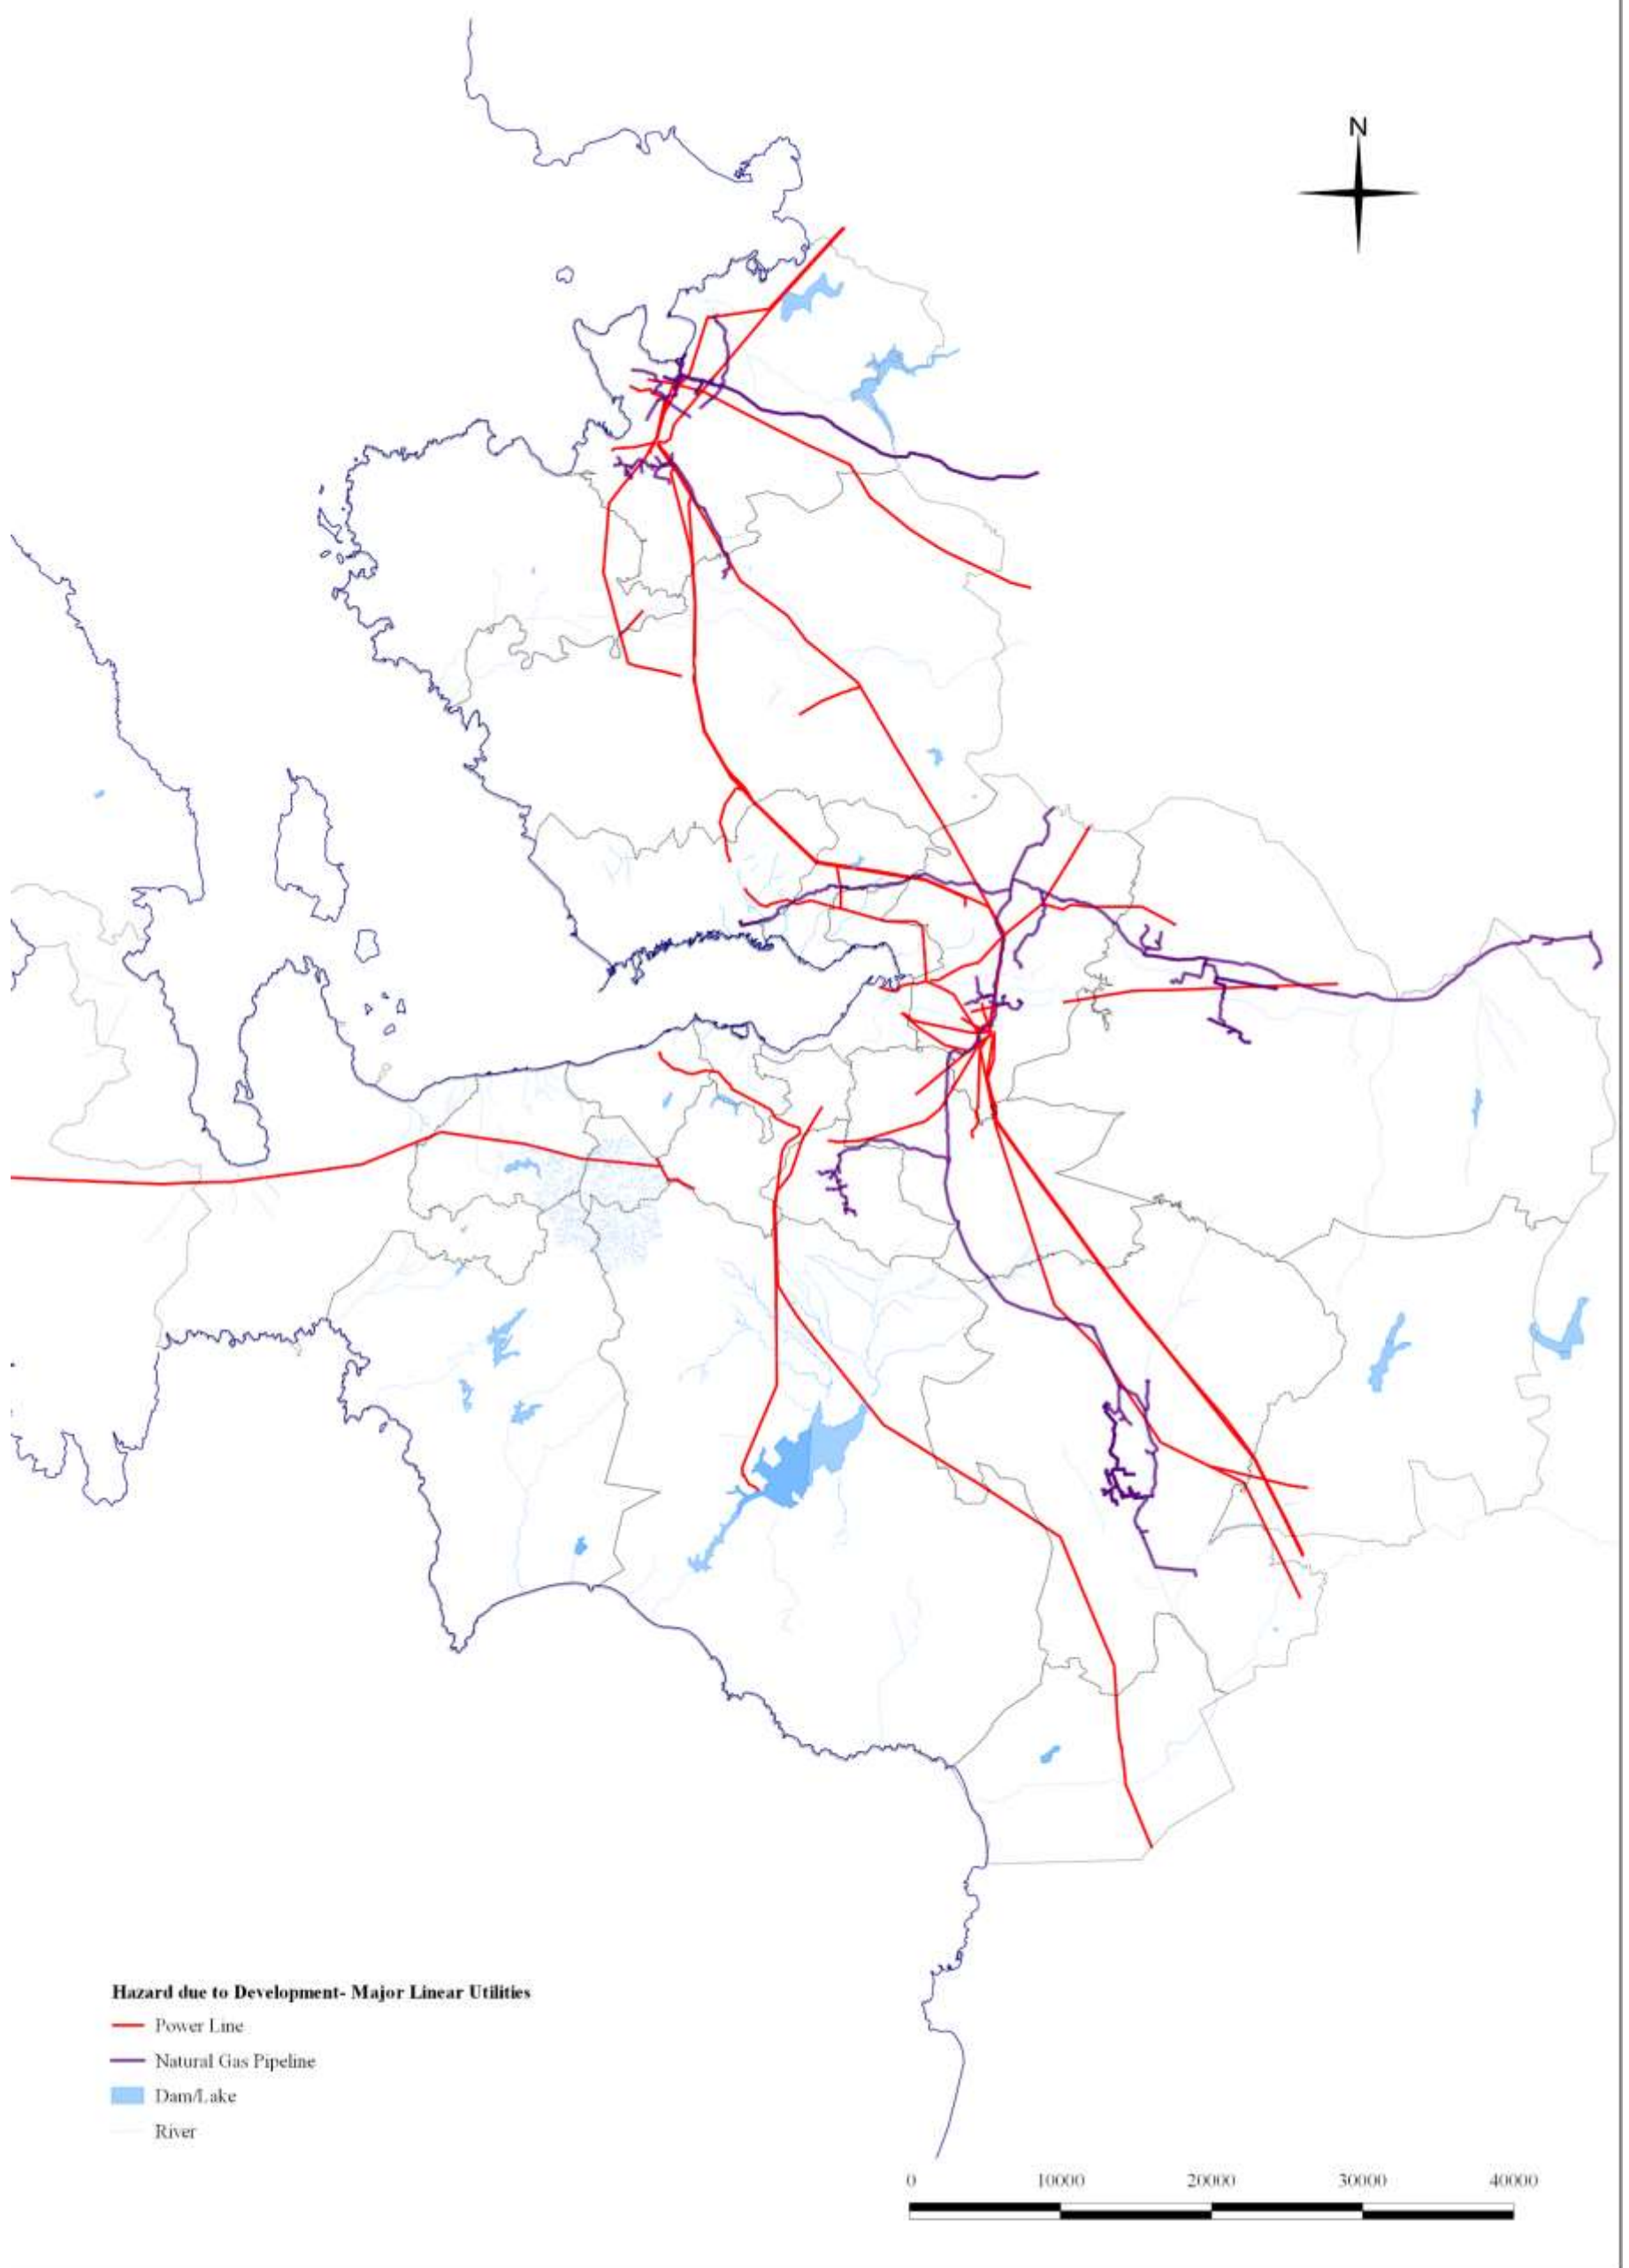 N
Hazard due to Development- Major Linear Utilities
Power Line
Natural Gas Pipeline
Dam/Lake
River
0 10000 20000 30000 40000